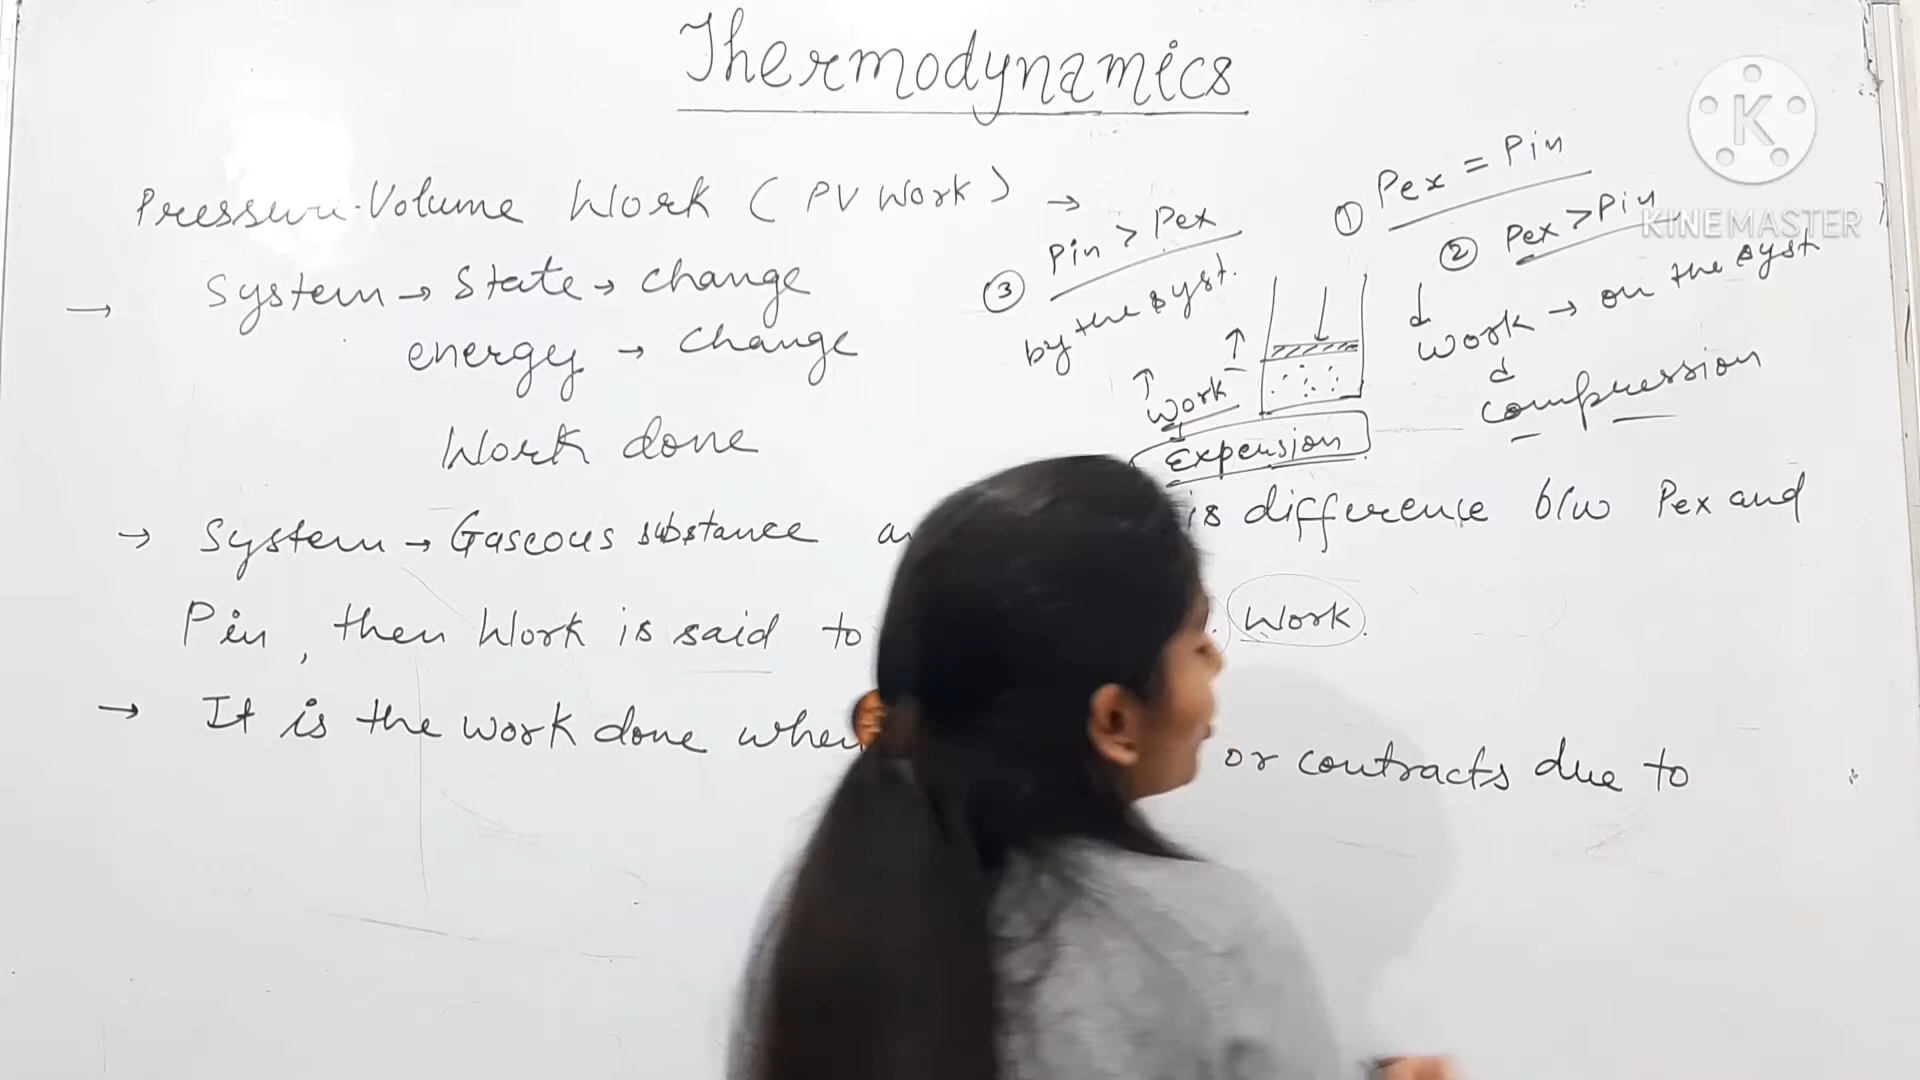 Thermodynamics
Pressure-Volume Work (PV Work) →
→ System → State → change
energy → change
Work done
① Pex = Pin
② Pex > Pin
↓
Work → on the syst
↓
compression
③ Pin > Pex
by the syst.
↑
Work
↓
Expension
→ System → Gaseous substance is difference b/w Pex and
Pin, then Work is said to Work.
→ It is the work done when or contracts due to
K
KINEMASTER